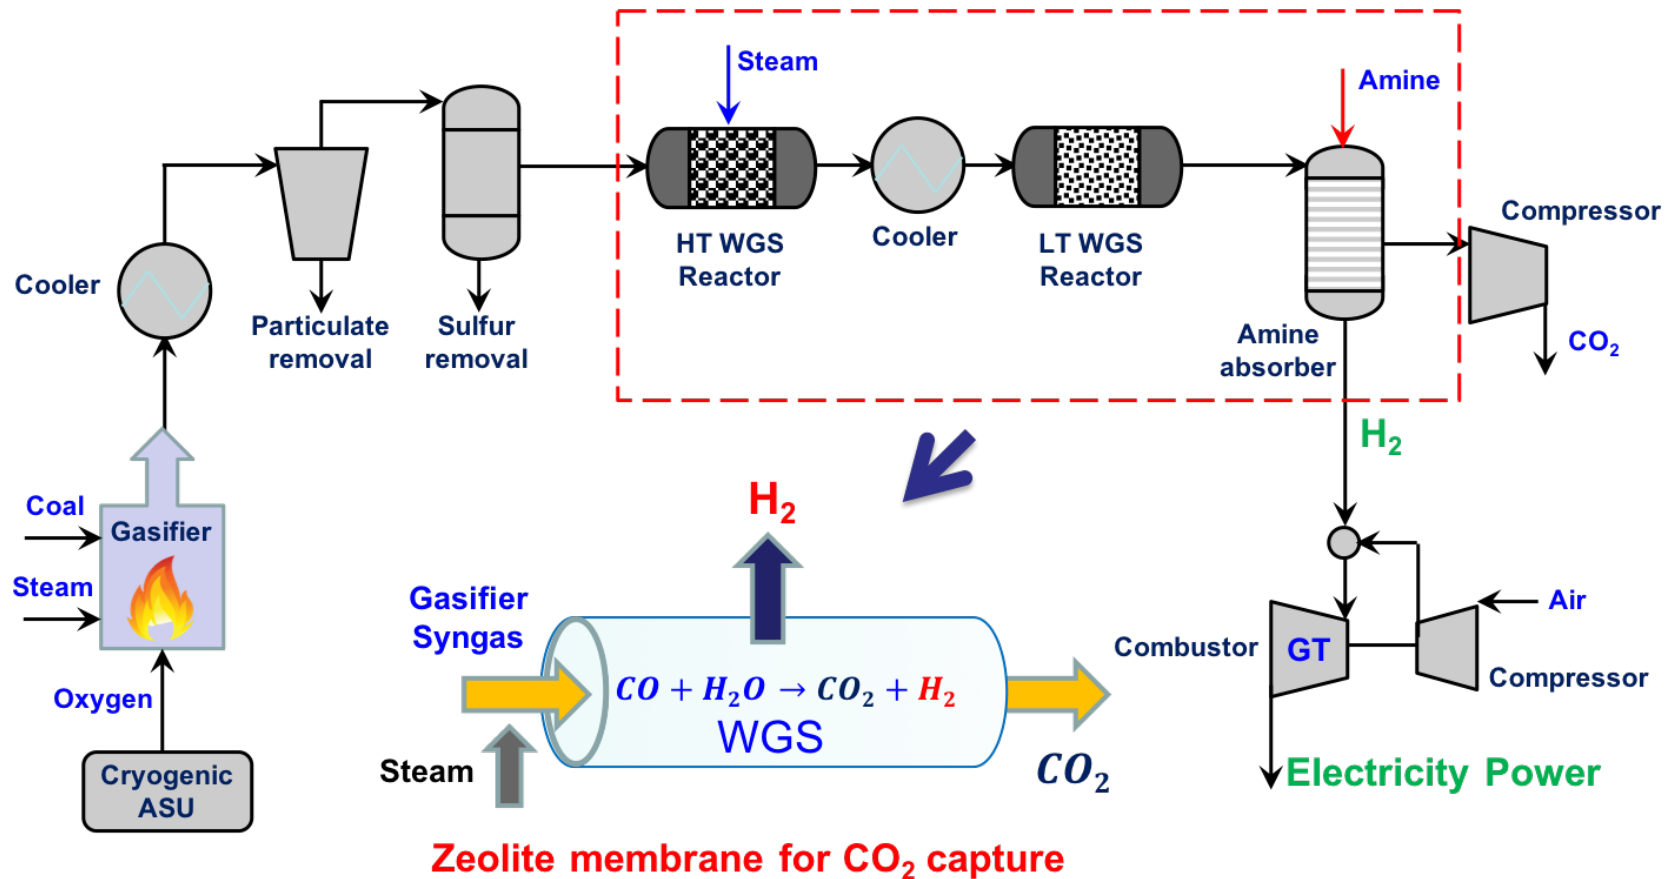 Steam
Amine
HT WGS
Reactor
Cooler
LT WGS
Reactor
Compressor
Cooler
Particulate
removal
Sulfur
removal
Amine
absorber
CO₂
H₂
Coal
Gasifier
Steam
Oxygen
Cryogenic
ASU
H₂
Gasifier
Syngas
CO + H₂O → CO₂ + H₂
WGS
Steam
CO₂
Air
Combustor
GT
Compressor
Electricity Power
Zeolite membrane for CO₂ capture